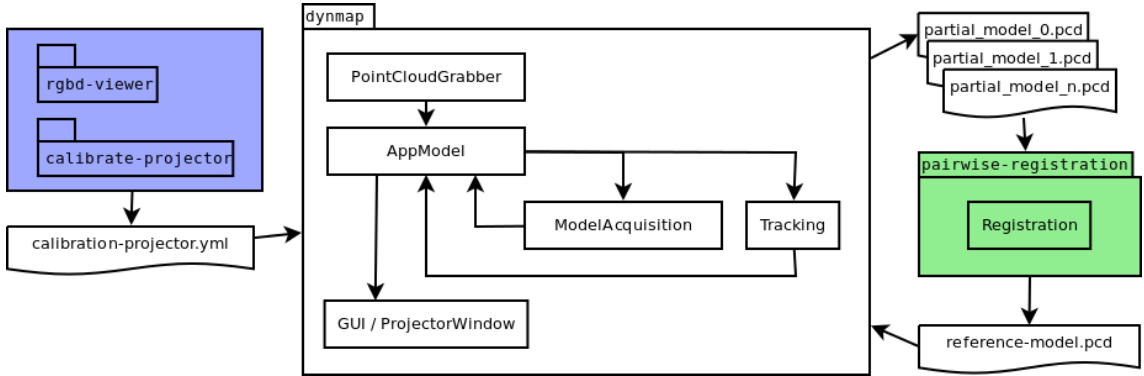 dynmap
rgbd-viewer
calibrate-projector
calibration-projector.yml
PointCloudGrabber
AppModel
ModelAcquisition
Tracking
GUI / ProjectorWindow
partial_model_0.pcd
partial_model_1.pcd
partial_model_n.pcd
pairwise-registration
Registration
reference-model.pcd